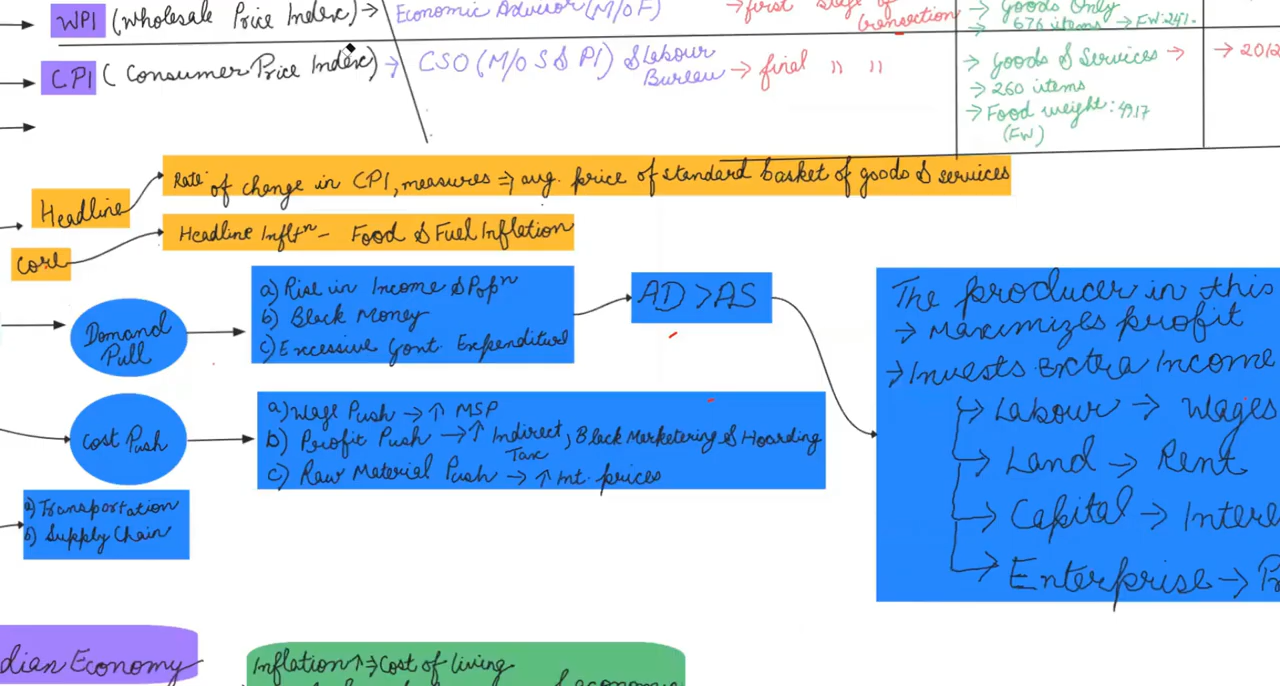 WPI (Wholesale Price Index) → Economic Advisor (M/O F) → first stage of transaction
→ Goods Only
→ 676 items → FW: 24%
CPI (Consumer Price Index) → CSO (M/O S & PI) & Labour Bureau → final " "
→ Goods & Services →
→ 260 items
→ Food weight: 49.17
(FW)
→ 2012
Headline
Rate of change in CPI, measures ⇒ avg. price of standard basket of goods & services
Core
Headline Infltn – Food & Fuel Infletion
Demand Pull
a) Rise in Income & Popn
b) Black Money
c) Excessive Govt. Expenditure
AD > AS
The producer in this
→ Maximizes profit
→ Invests extra Income
→ Labour → Wages
→ Land → Rent
→ Capital → Intere
→ Enterprise → P
Cost Push
a) Wage Push → ↑ MSP
b) Profit Push → ↑ Indirect Tax, Black Marketering & Hoarding
c) Raw Material Push → ↑ Int. prices
a) Transportation
b) Supply Chain
dian Economy
Inflation ↑ ⇒ Cost of living